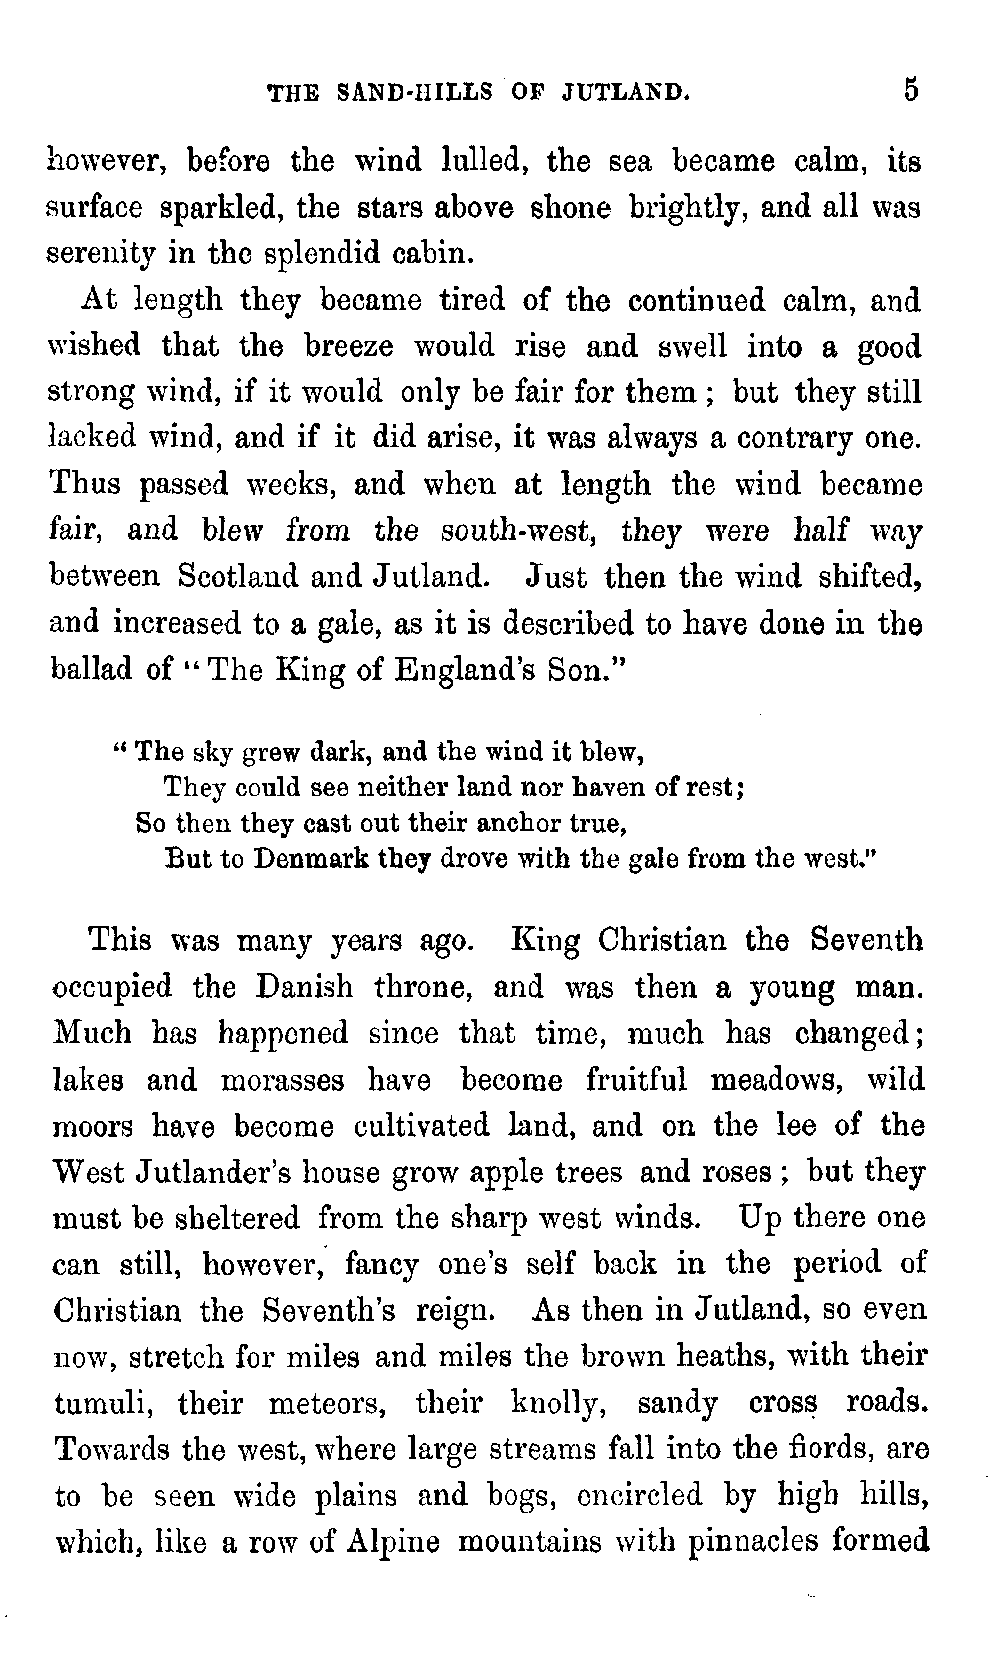 THE SAND-HILLS OF JUTLAND. 5
however, before the wind lulled, the sea became calm, its
surface sparkled, the stars above shone brightly, and all was
serenity in the splendid cabin.
At length they became tired of the continued calm, and
wished that the breeze would rise and swell into a good
strong wind, if it would only be fair for them ; but they still
lacked wind, and if it did arise, it was always a contrary one.
Thus passed weeks, and when at length the wind became
fair, and blew from the south-west, they were half way
between Scotland and Jutland. Just then the wind shifted,
and increased to a gale, as it is described to have done in the
ballad of “ The King of England's Son.”
“ The sky grew dark, and the wind it blew,
They could see neither land nor haven of rest;
So then they cast out their anchor true,
But to Denmark they drove with the gale from the west.”
This was many years ago. King Christian the Seventh
occupied the Danish throne, and was then a young man.
Much has happened since that time, much has changed;
lakes and morasses have become fruitful meadows, wild
moors have become cultivated land, and on the lee of the
West Jutlander's house grow apple trees and roses ; but they
must be sheltered from the sharp west winds. Up there one
can still, however, fancy one's self back in the period of
Christian the Seventh's reign. As then in Jutland, so even
now, stretch for miles and miles the brown heaths, with their
tumuli, their meteors, their knolly, sandy cross roads.
Towards the west, where large streams fall into the fiords, are
to be seen wide plains and bogs, encircled by high hills,
which, like a row of Alpine mountains with pinnacles formed